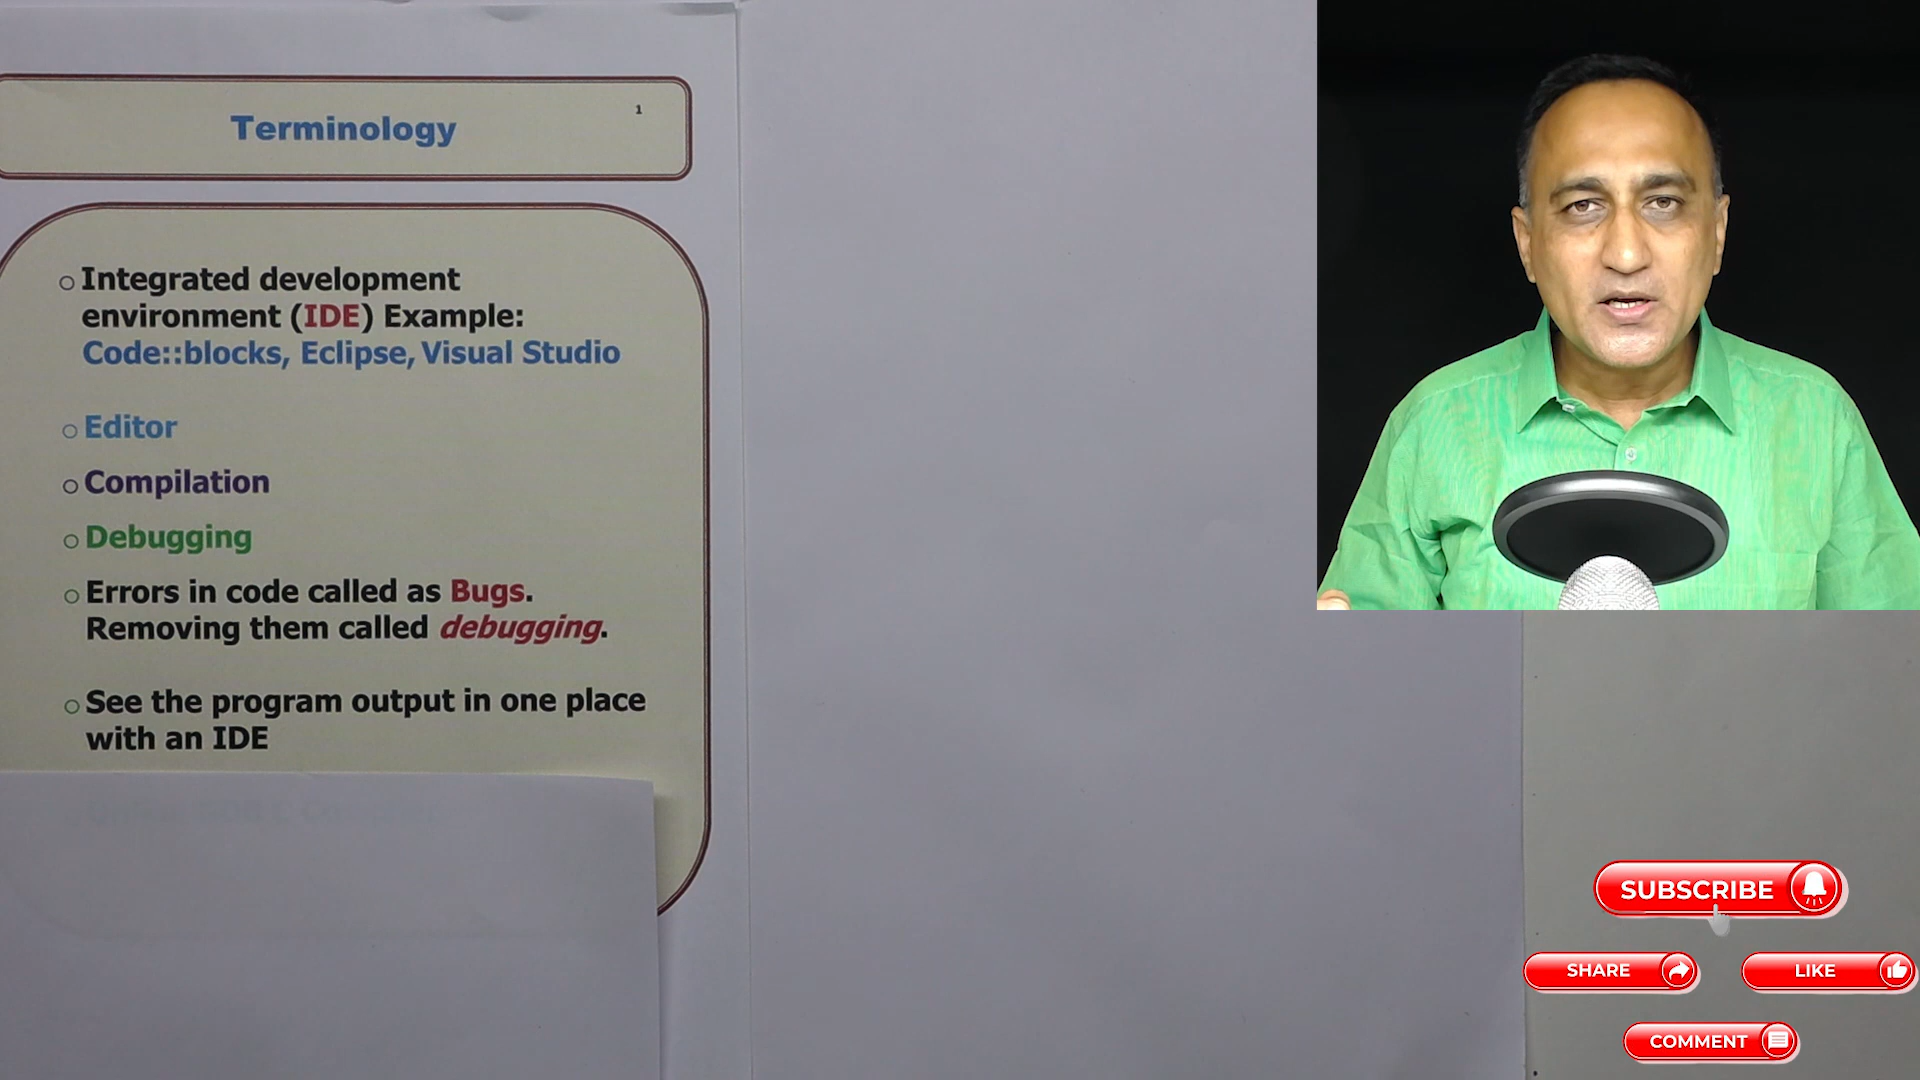 Terminology
1
Integrated development
environment (IDE) Example:
Code::blocks, Eclipse, Visual Studio
Editor
Compilation
Debugging
Errors in code called as Bugs.
Removing them called debugging.
See the program output in one place
with an IDE
SUBSCRIBE
SHARE
LIKE
COMMENT